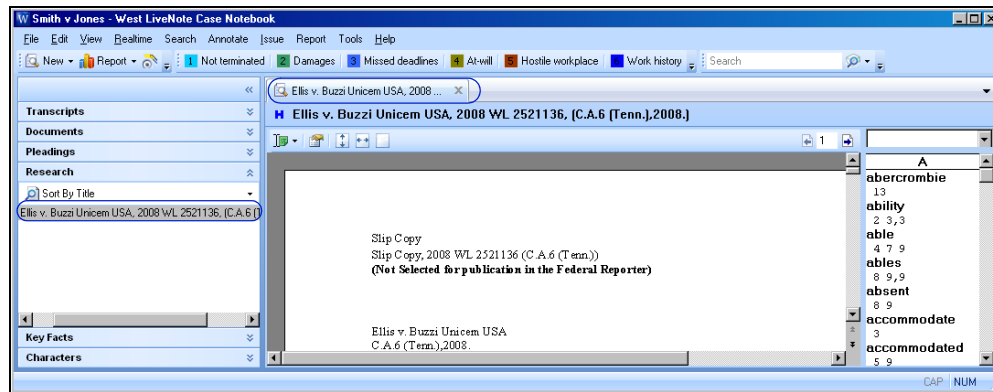 Smith v Jones - West LiveNote Case Notebook
File Edit View Realtime Search Annotate Issue Report Tools Help
New Report 1 Not terminated 2 Damages 3 Missed deadlines 4 At-will 5 Hostile workplace Work history Search
Ellis v. Buzzi Unicem USA, 2008 ...
Transcripts
Documents
Pleadings
Research
Sort By Title
Ellis v. Buzzi Unicem USA, 2008 WL 2521136, (C.A.6 (T
Key Facts
Characters
H Ellis v. Buzzi Unicem USA, 2008 WL 2521136, (C.A.6 (Tenn.),2008.)
1
Slip Copy
Slip Copy, 2008 WL 2521136 (C.A.6 (Tenn.))
(Not Selected for publication in the Federal Reporter)
Ellis v. Buzzi Unicem USA
C.A.6 (Tenn.),2008.
A
abercrombie
13
ability
2 3,3
able
4 7 9
ables
8 9,9
absent
8 9
accommodate
3
accommodated
5 9
CAP NUM